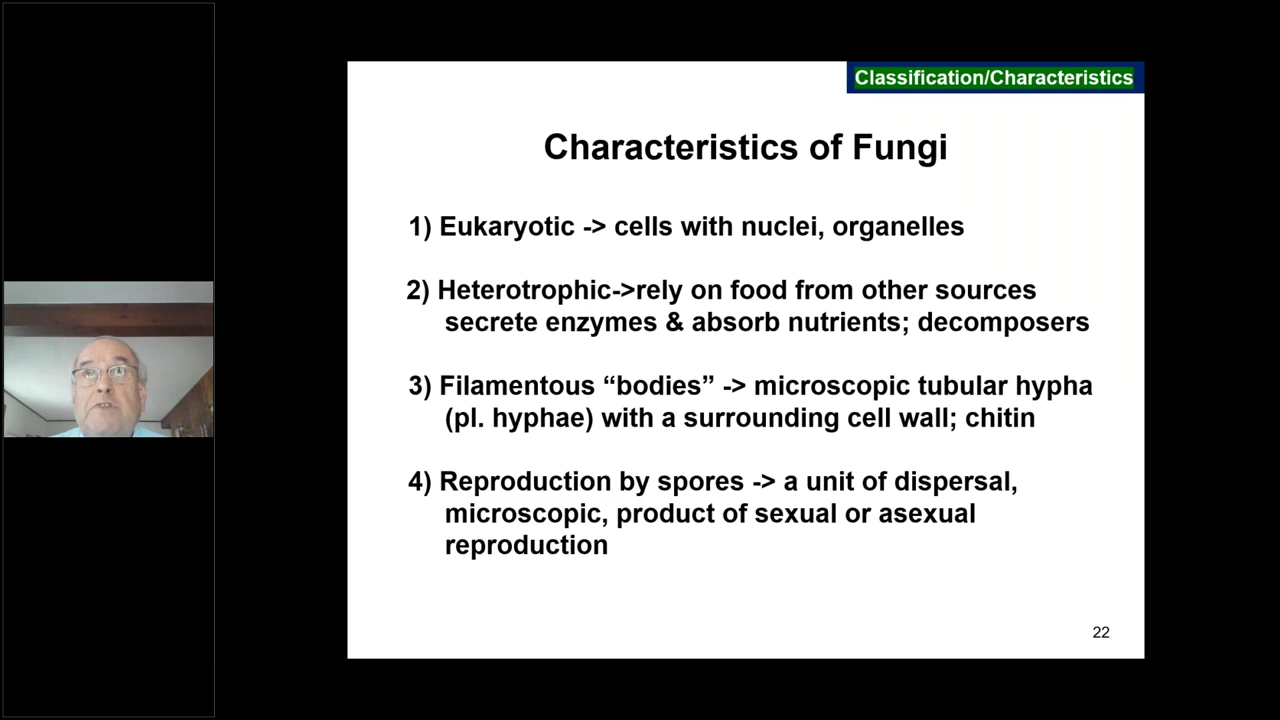 Classification/Characteristics
Characteristics of Fungi
1) Eukaryotic -> cells with nuclei, organelles
2) Heterotrophic->rely on food from other sources
secrete enzymes & absorb nutrients; decomposers
3) Filamentous “bodies” -> microscopic tubular hypha
(pl. hyphae) with a surrounding cell wall; chitin
4) Reproduction by spores -> a unit of dispersal,
microscopic, product of sexual or asexual
reproduction
22